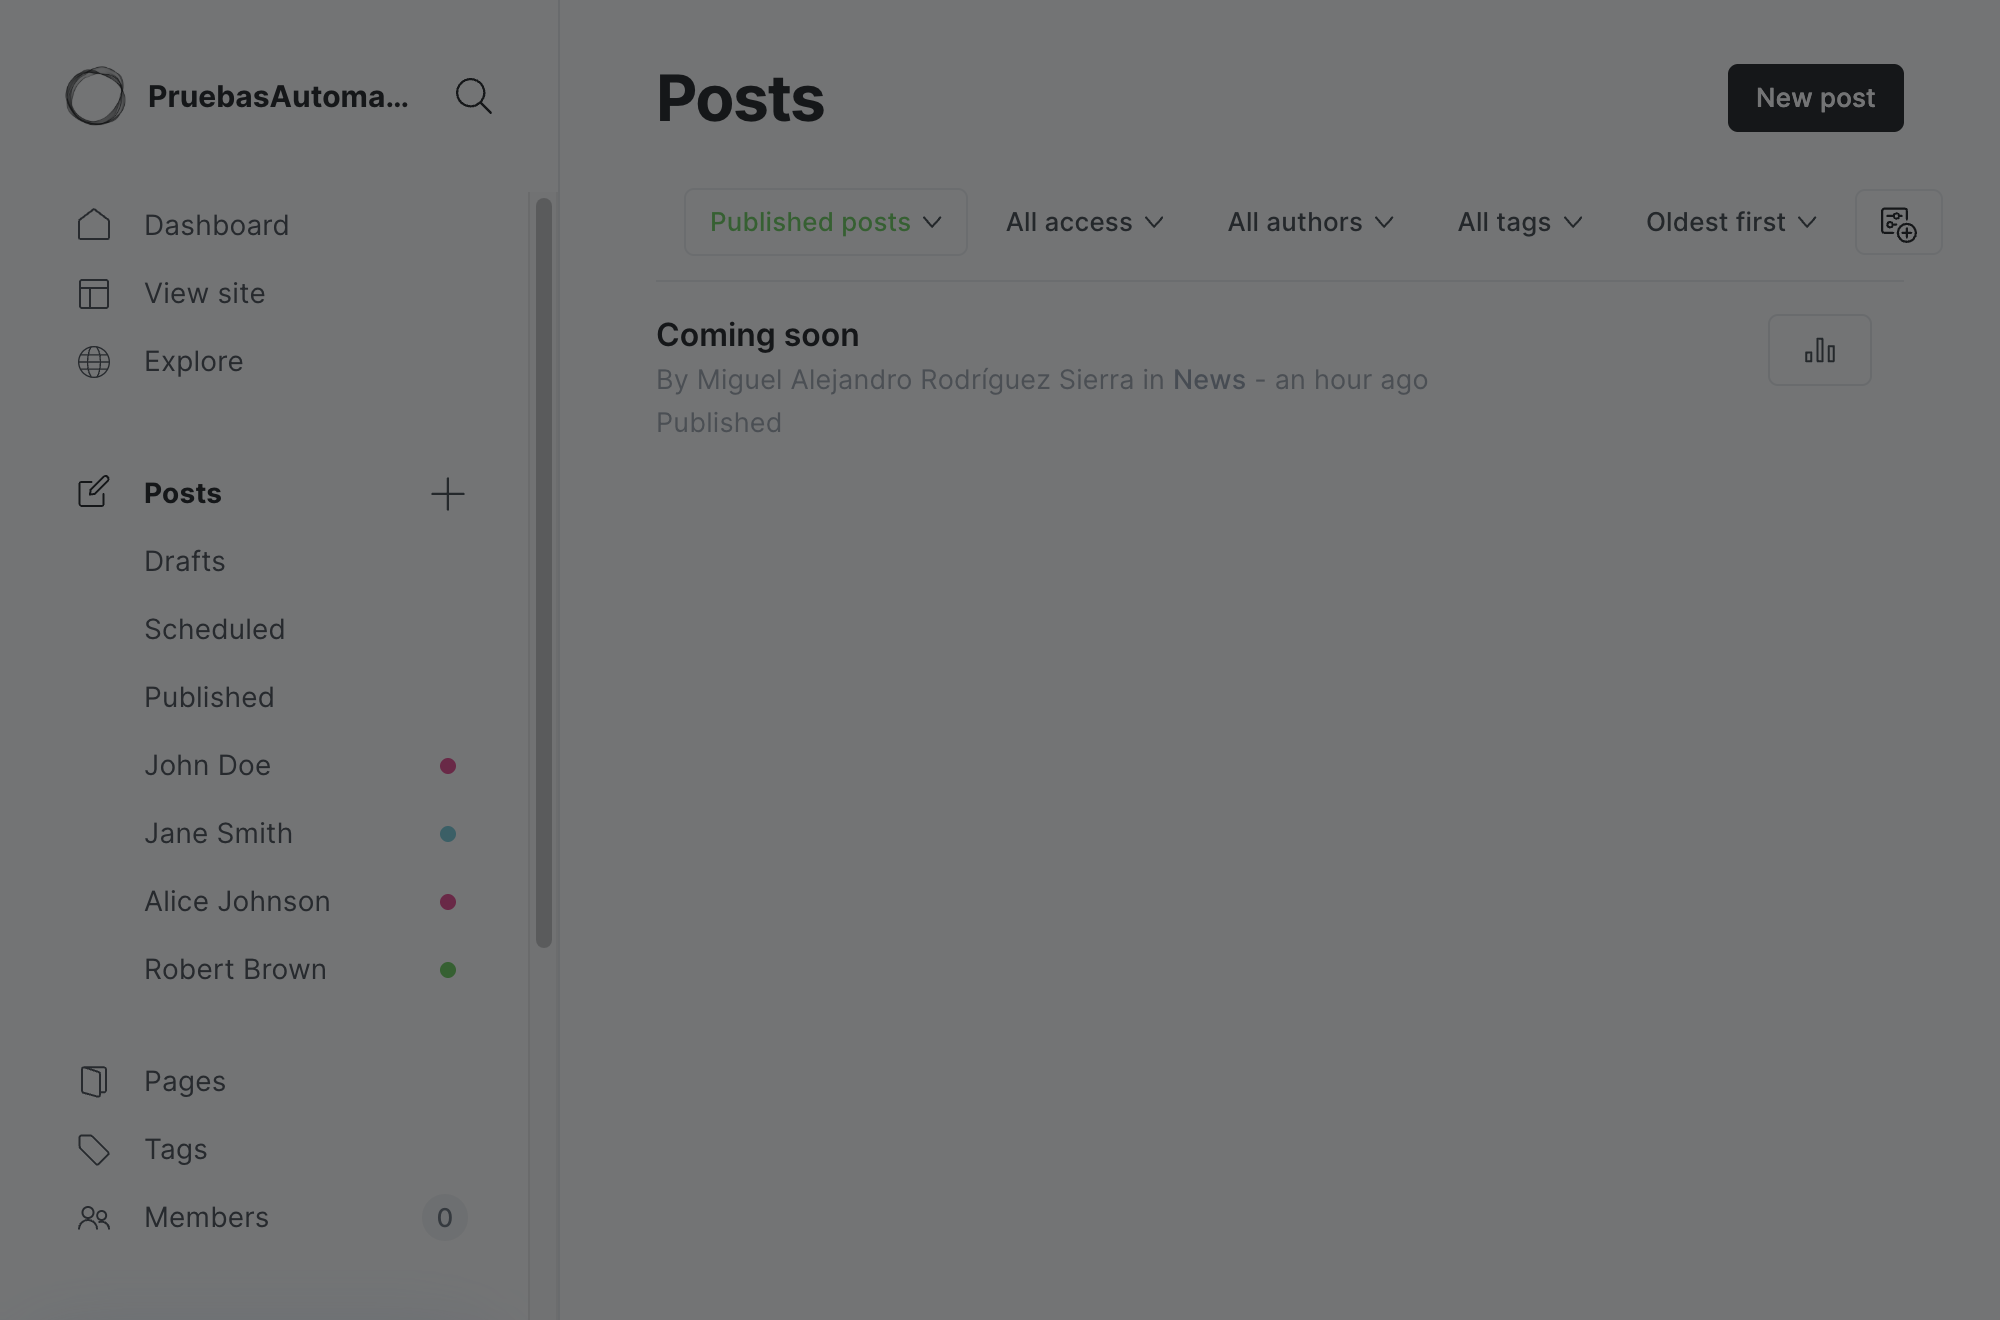 PruebasAutoma...
Dashboard
View site
Explore
Posts
Drafts
Scheduled
Published
John Doe
Jane Smith
Alice Johnson
Robert Brown
Pages
Tags
Members 0
Posts
New post
Published posts All access All authors All tags Oldest first
Coming soon
By Miguel Alejandro Rodríguez Sierra in News - an hour ago
Published